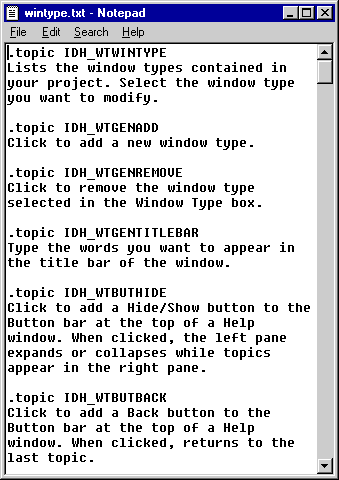 wintype.txt - Notepad
File Edit Search Help
.topic IDH_WTWINTYPE
Lists the window types contained in
your project. Select the window type
you want to modify.
.topic IDH_WTGENADD
Click to add a new window type.
.topic IDH_WTGENREMOVE
Click to remove the window type
selected in the Window Type box.
.topic IDH_WTGENTITLEBAR
Type the words you want to appear in
the title bar of the window.
.topic IDH_WTBUTHIDE
Click to add a Hide/Show button to the
Button bar at the top of a Help
window. When clicked, the left pane
expands or collapses while topics
appear in the right pane.
.topic IDH_WTBUTBACK
Click to add a Back button to the
Button bar at the top of a Help
window. When clicked, returns to the
last topic.